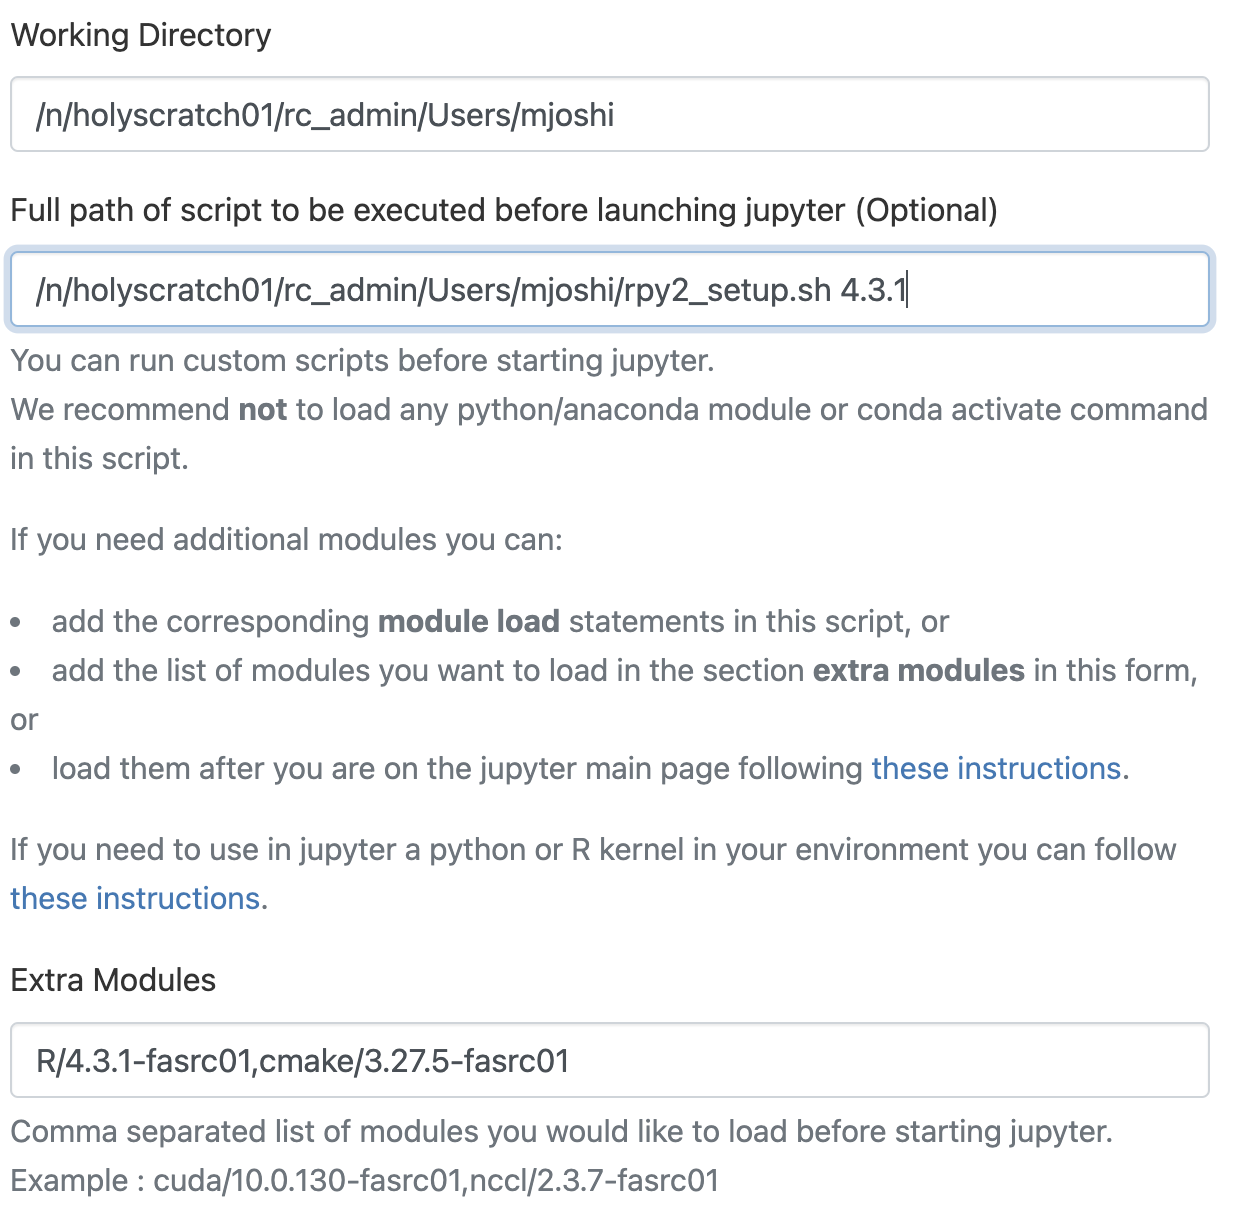 Working Directory
/n/holyscratch01/rc_admin/Users/mjoshi
Full path of script to be executed before launching jupyter (Optional)
/n/holyscratch01/rc_admin/Users/mjoshi/rpy2_setup.sh 4.3.1
You can run custom scripts before starting jupyter.
We recommend not to load any python/anaconda module or conda activate command
in this script.
If you need additional modules you can:
• add the corresponding module load statements in this script, or
• add the list of modules you want to load in the section extra modules in this form,
or
• load them after you are on the jupyter main page following these instructions.
If you need to use in jupyter a python or R kernel in your environment you can follow
these instructions.
Extra Modules
R/4.3.1-fasrc01,cmake/3.27.5-fasrc01
Comma separated list of modules you would like to load before starting jupyter.
Example : cuda/10.0.130-fasrc01,nccl/2.3.7-fasrc01